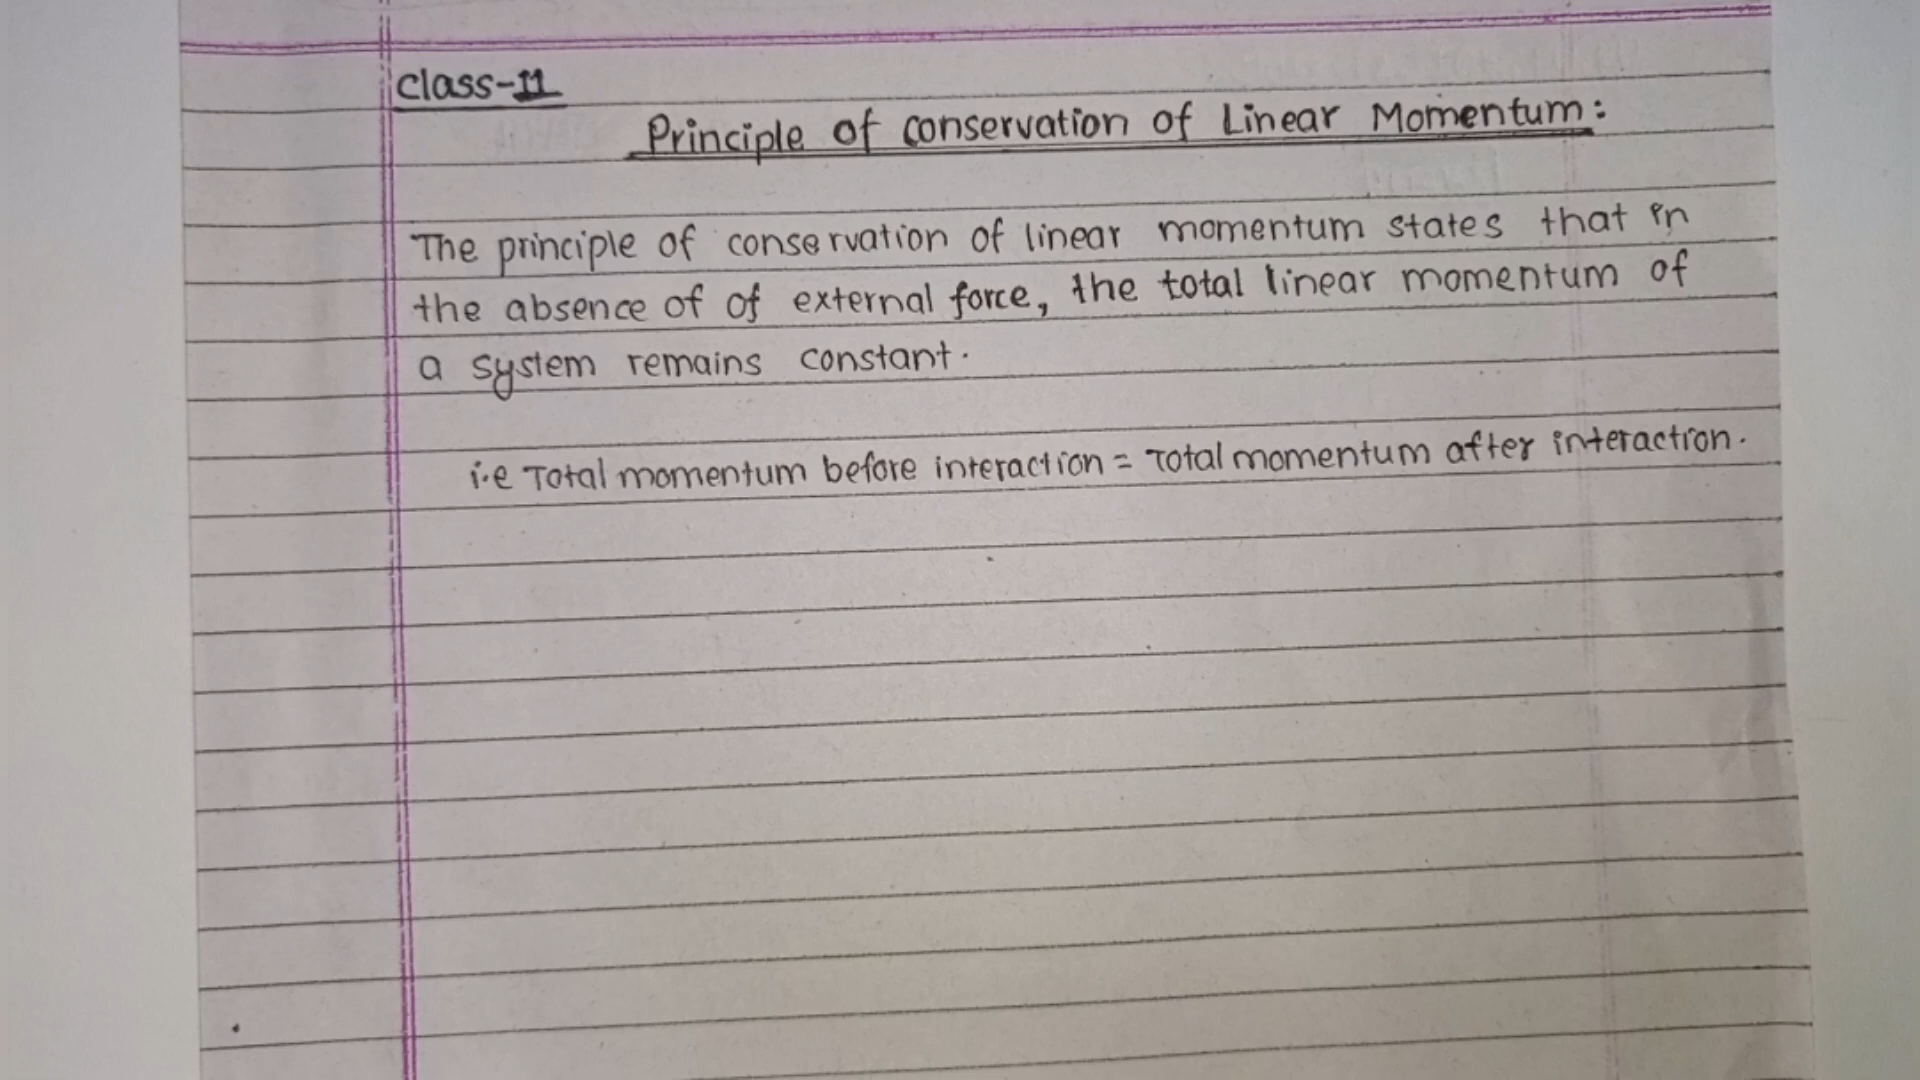 class-11
Principle of conservation of Linear Momentum:
The principle of conservation of linear momentum states that in
the absence of of external force, the total linear momentum of
a system remains constant.
i.e Total momentum before interaction = Total momentum after interaction.